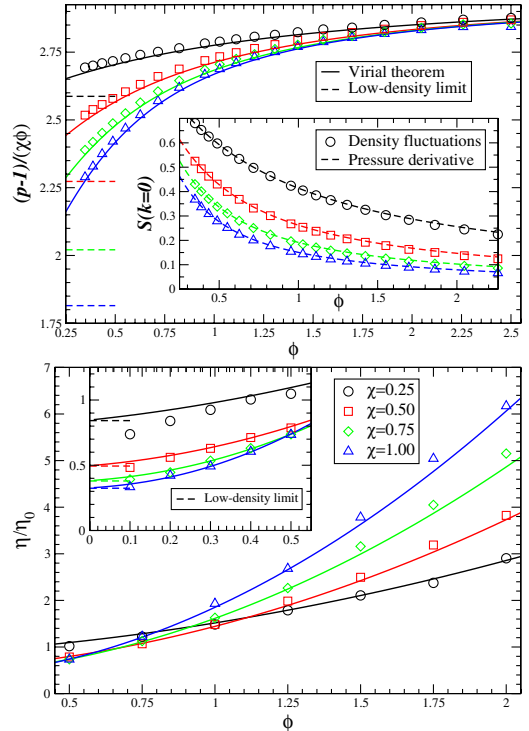 (p-1)/(χϕ)
2.75
2.5
2.25
2
1.75
0.25 0.5 0.75 1 1.25 1.5 1.75 2 2.25 2.5
ϕ
Virial theorem
Low-density limit
S(k=0)
0.6
0.5
0.4
0.3
0.2
0.1
0
0.5 1 1.5 2
ϕ
Density fluctuations
Pressure derivative
η/η0
7
6
5
4
3
2
1
0
0.5 0.75 1 1.25 1.5 1.75 2
ϕ
1
0.5
0
0 0.1 0.2 0.3 0.4 0.5
Low-density limit
χ=0.25
χ=0.50
χ=0.75
χ=1.00